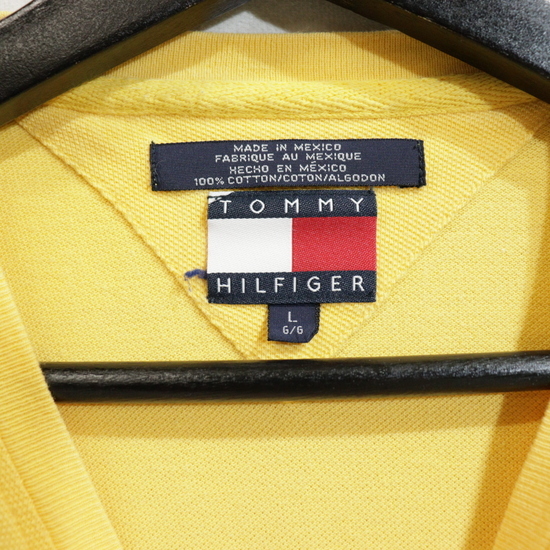 MADE IN MEXICO
FABRIQUE AU MEXIQUE
HECHO EN MÉXICO
100% COTTON/COTON/ALGODON
TOMMY
HILFIGER
L
G/G